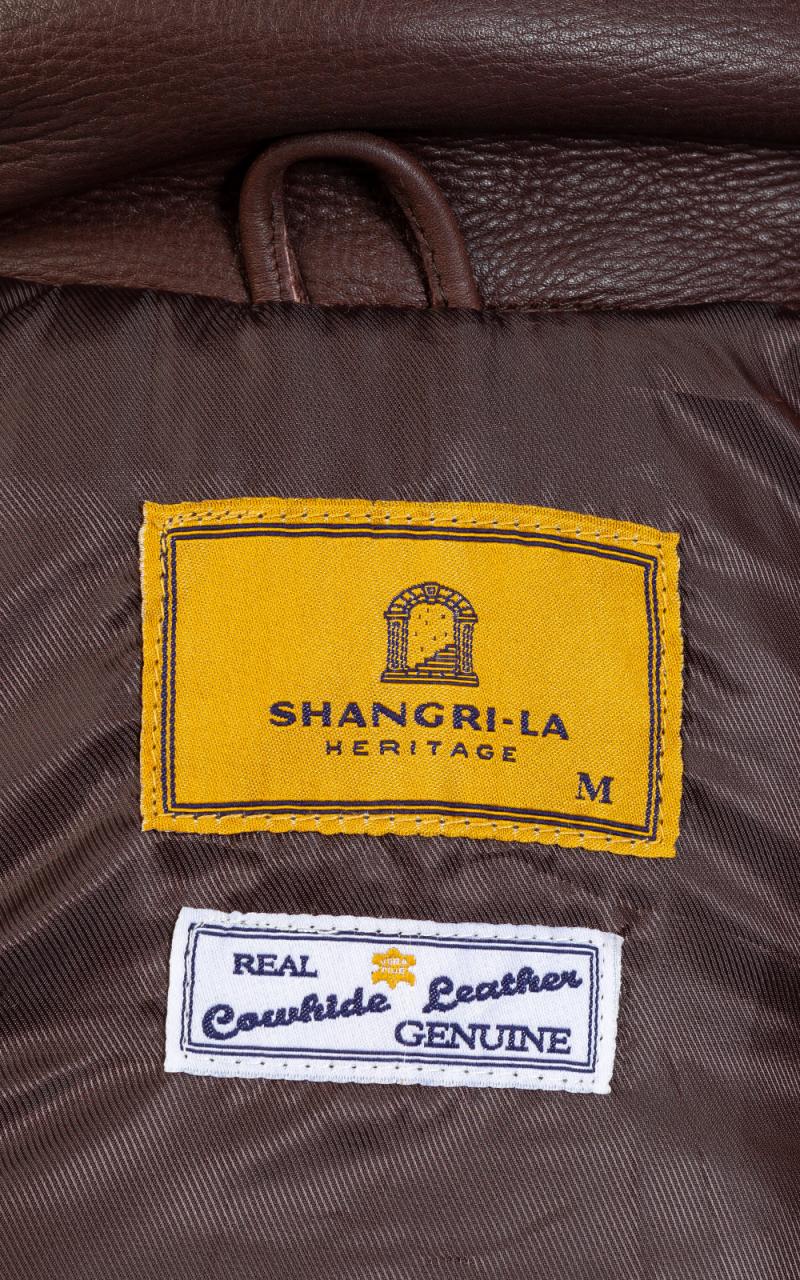 SHANGRI-LA
HERITAGE
M
REAL
Cowhide Leather
GENUINE